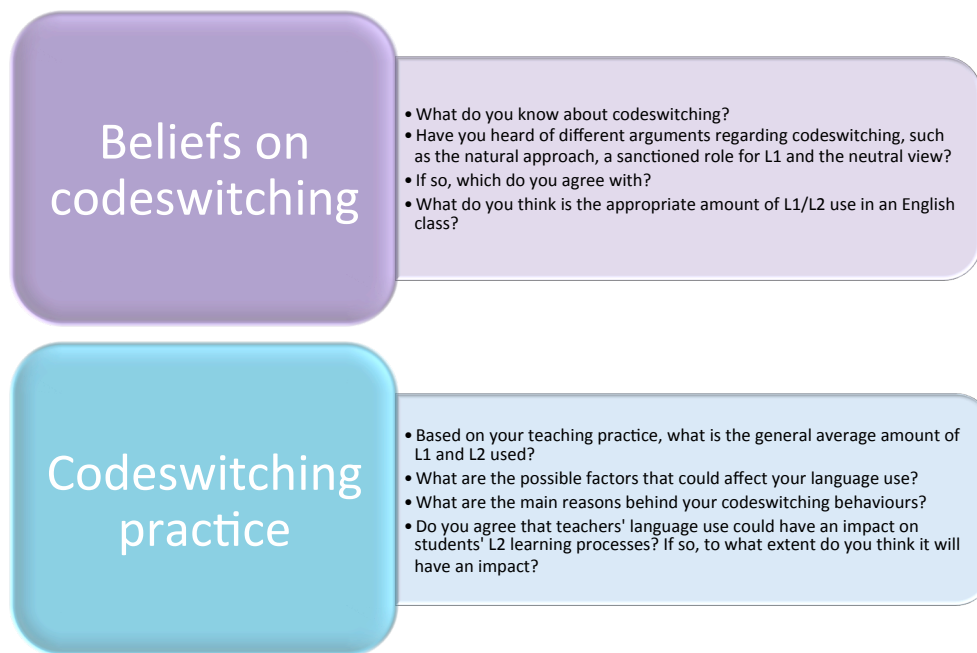 Beliefs on
codeswitching
• What do you know about codeswitching?
• Have you heard of different arguments regarding codeswitching, such
as the natural approach, a sanctioned role for L1 and the neutral view?
• If so, which do you agree with?
• What do you think is the appropriate amount of L1/L2 use in an English
class?
Codeswitching
practice
• Based on your teaching practice, what is the general average amount of
L1 and L2 used?
• What are the possible factors that could affect your language use?
• What are the main reasons behind your codeswitching behaviours?
• Do you agree that teachers' language use could have an impact on
students' L2 learning processes? If so, to what extent do you think it will
have an impact?